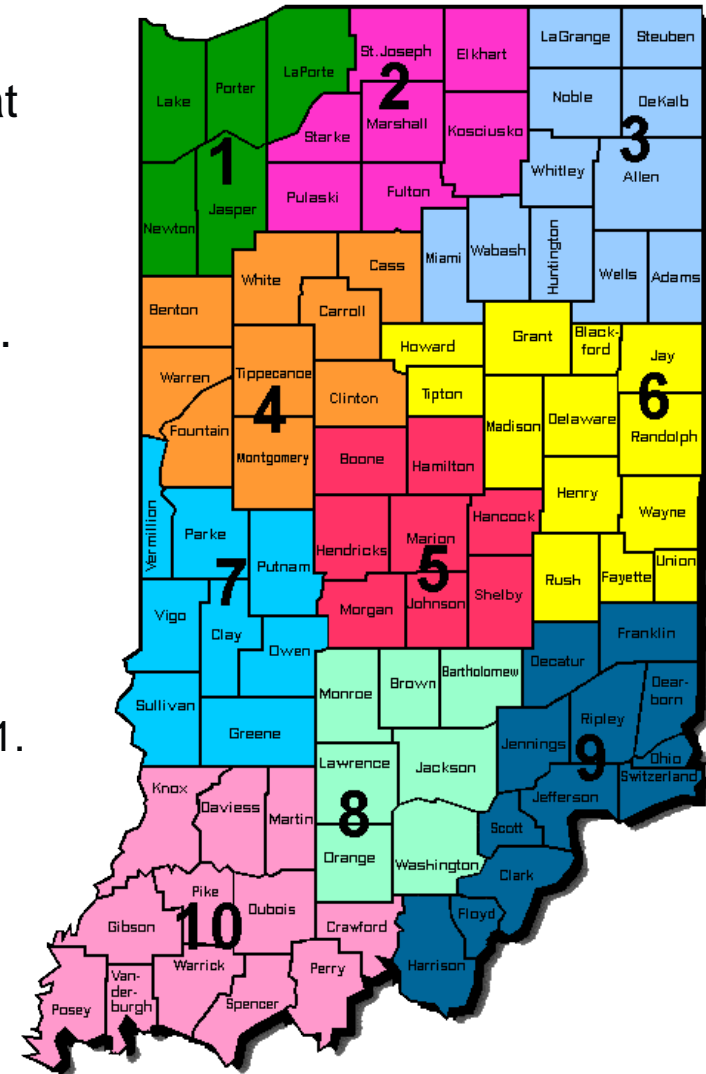 LaGrange Steuben
St. Joseph Elkhart
at
LaPorte
Porter
Lake
2
Noble DeKalb
Marshall
Starke
Kosciusko
3
1
Whitley
Allen
Pulaski Fulton
Jasper
Newton
Miami Wabash Huntington
Cass
White
Wells Adams
Benton
Carroll
.
Howard
Grant
Black-
ford
Jay
Warren
Tippecanoe
Clinton
Tipton
6
4
Fountain
Madison
Delaware
Randolph
Montgomery
Boone
Hamilton
Henry
Wayne
Vermillion
Parke
Putnam
Hendricks
Marion
Hancock
5
7
Rush
Fayette
Union
Vigo
Clay
Morgan
Johnson
Shelby
Franklin
Owen
Decatur
Monroe
Brown
Bartholomew
Dear-
born
Sullivan
Greene
Ripley
1.
Jennings
Lawrence
Jackson
Ohio
9
Switzerland
Knox
Daviess
Martin
8
Jefferson
Scott
Orange
Washington
Clark
Pike
Dubois
10
Gibson
Crawford
Floyd
Warrick
Perry
Harrison
Van-
der-
burgh
Posey
Spencer